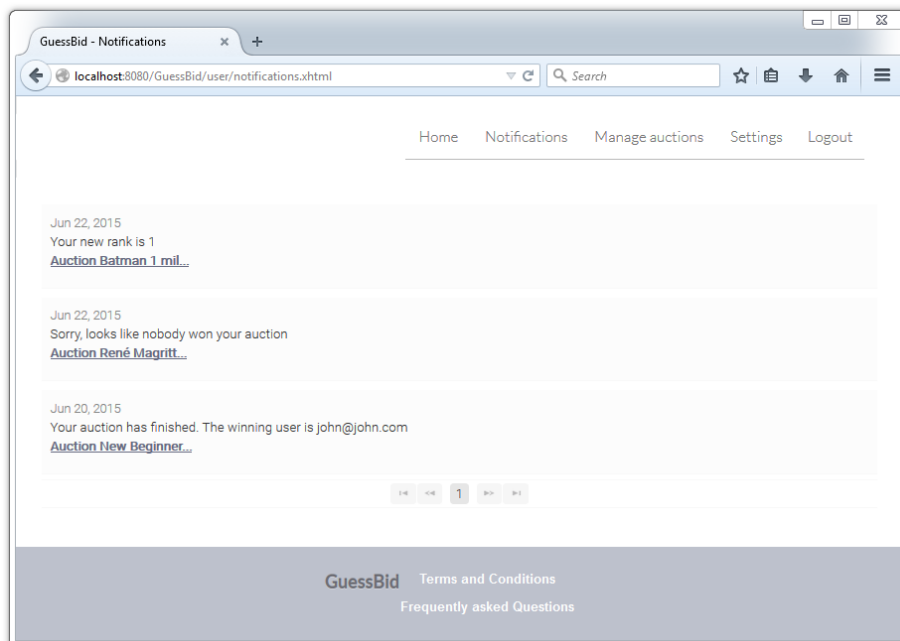 GuessBid - Notifications
localhost:8080/GuessBid/user/notifications.xhtml
Search
Home Notifications Manage auctions Settings Logout
Jun 22, 2015
Your new rank is 1
Auction Batman 1 mil...
Jun 22, 2015
Sorry, looks like nobody won your auction
Auction René Magritt...
Jun 20, 2015
Your auction has finished. The winning user is john@john.com
Auction New Beginner...
1
GuessBid Terms and Conditions
Frequently asked Questions